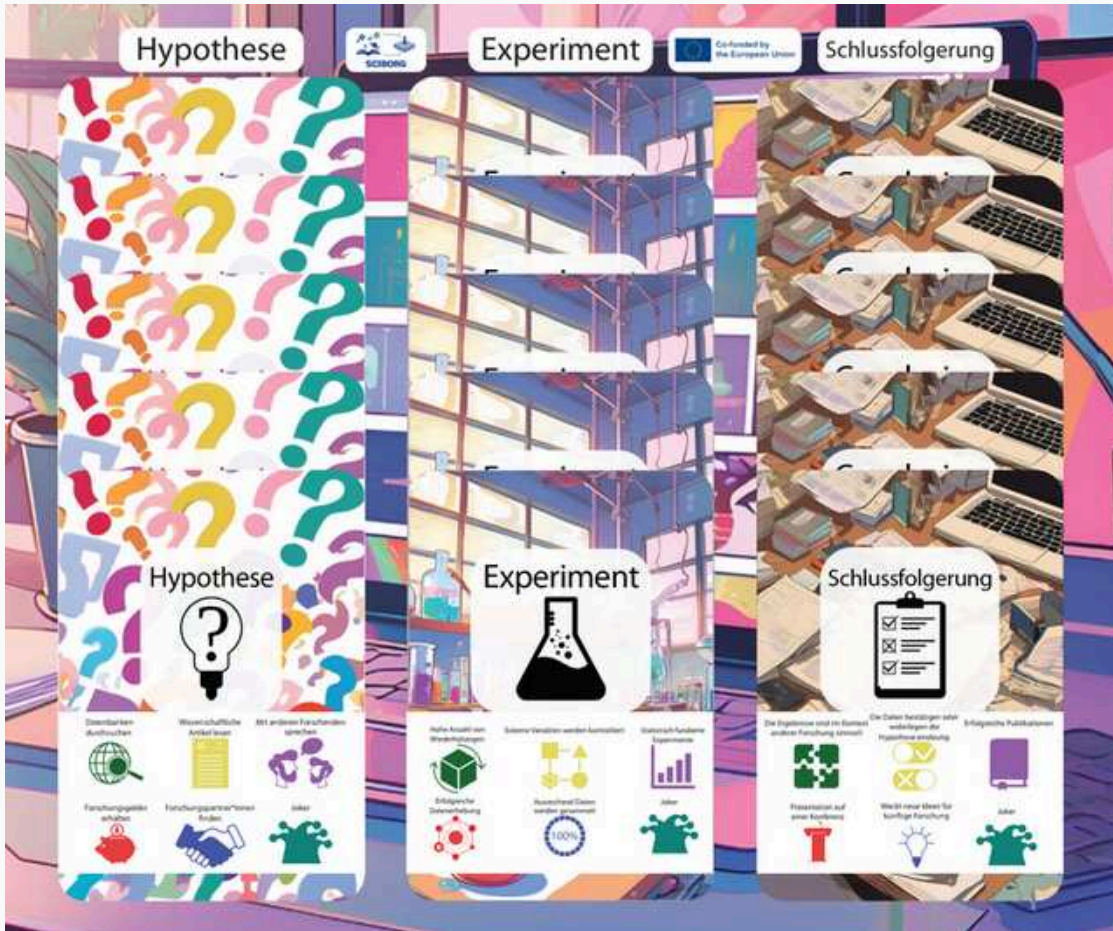 Hypothese
SCIBORG
Experiment
Co-funded by
the European Union
Schlussfolgerung
Hypothese
?
Experiment
Schlussfolgerung
Datenbanken
durchsuchen
Wissenschaftliche
Artikel lesen
Mit anderen Forschenden
sprechen
Forschungsgelder
erhalten
Forschungspartner*innen
finden
Joker
Hohe Anzahl von
Wiederholungen
Externe Variablen werden kontrolliert
Statistisch fundierte
Experimente
Erfolgreiche
Datenerhebung
Ausreichend Daten
werden gesammelt
100%
Joker
Die Ergebnisse sind im Kontext
anderer Forschung sinnvoll
Die Daten bestätigen oder
widerlegen die
Hypothese eindeutig
Erfolgreiche Publikationen
Präsentation auf
einer Konferenz
Weckt neue Ideen für
künftige Forschung
Joker